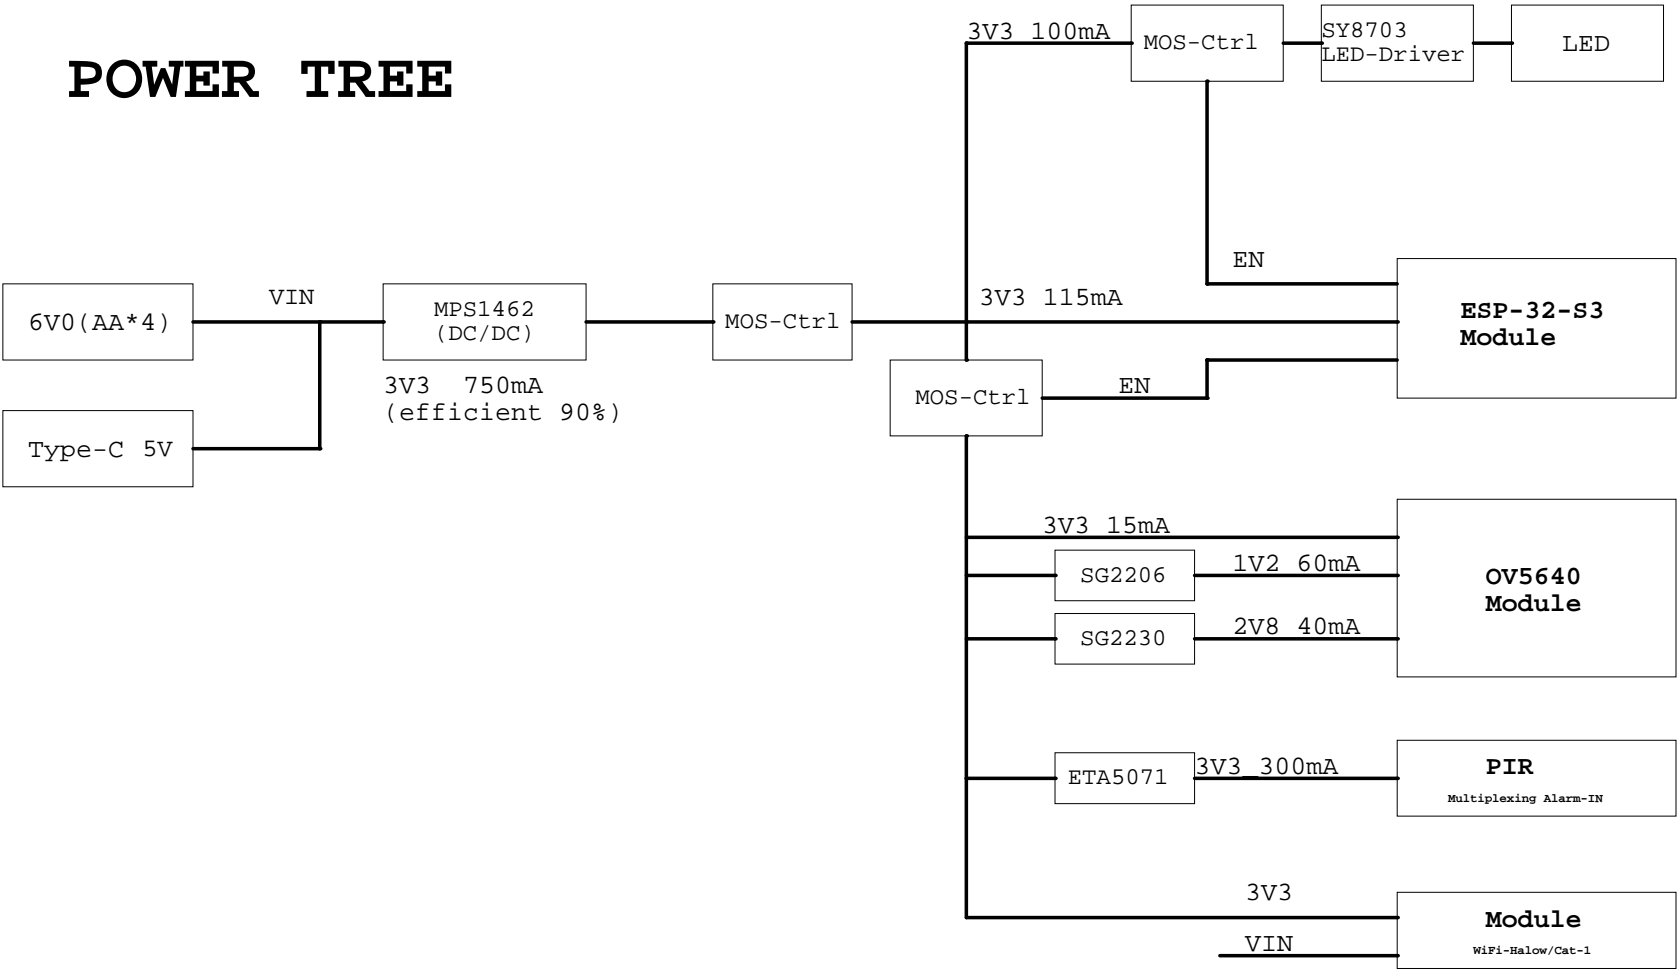 POWER TREE
3V3 100mA
MOS-Ctrl
SY8703
LED-Driver
LED
EN
6V0(AA*4)
VIN
MPS1462
(DC/DC)
MOS-Ctrl
3V3 115mA
ESP-32-S3
Module
3V3 750mA
(efficient 90%)
MOS-Ctrl
EN
Type-C 5V
3V3 15mA
SG2206
1V2 60mA
OV5640
Module
SG2230
2V8 40mA
ETA5071
3V3_300mA
PIR
Multiplexing Alarm-IN
3V3
Module
VIN
WiFi-Halow/Cat-1